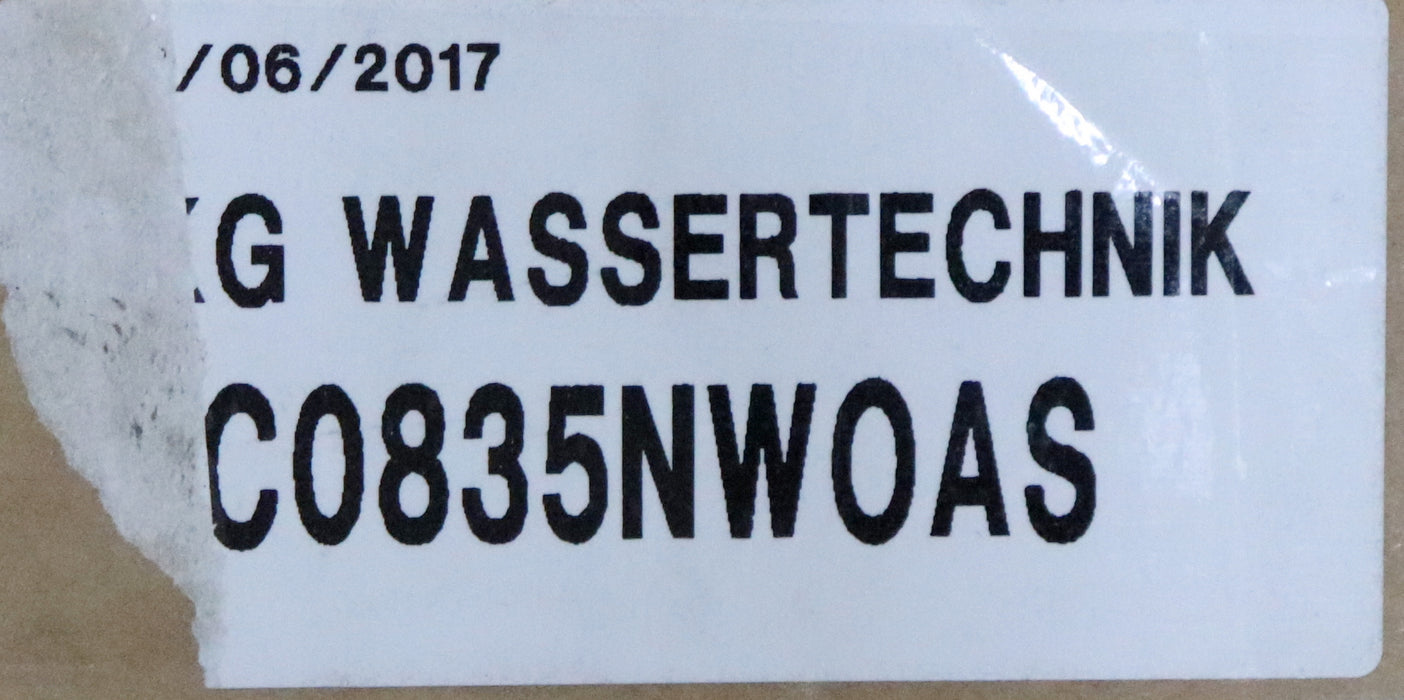 /06/2017
KG WASSERTECHNIK
C0835NWOAS